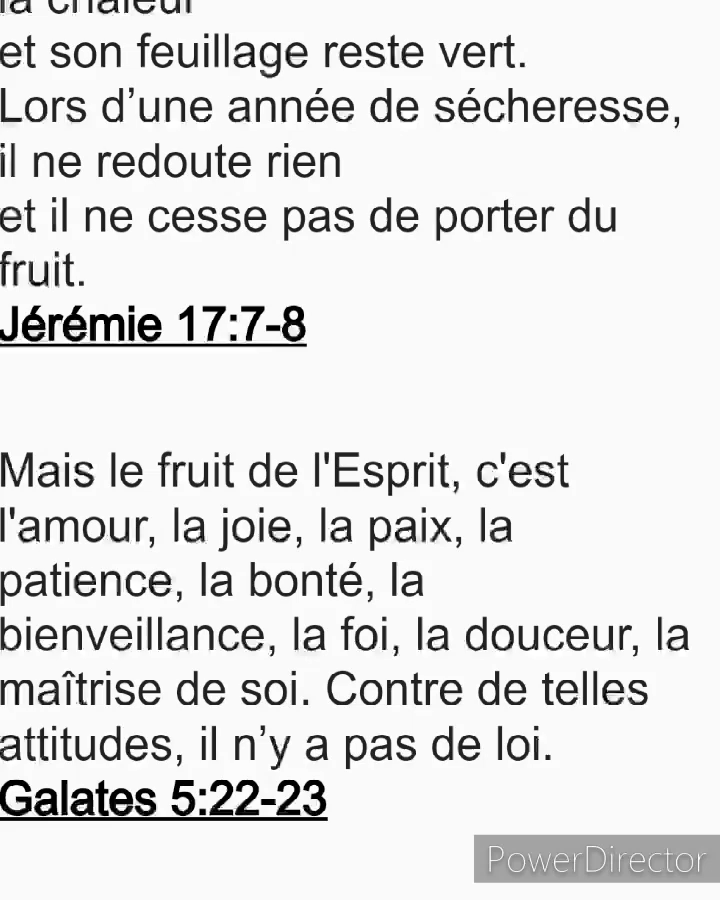 la chaleur
et son feuillage reste vert.
Lors d’une année de sécheresse,
il ne redoute rien
et il ne cesse pas de porter du
fruit.
Jérémie 17:7-8
Mais le fruit de l'Esprit, c'est
l'amour, la joie, la paix, la
patience, la bonté, la
bienveillance, la foi, la douceur, la
maîtrise de soi. Contre de telles
attitudes, il n’y a pas de loi.
Galates 5:22-23
PowerDirector